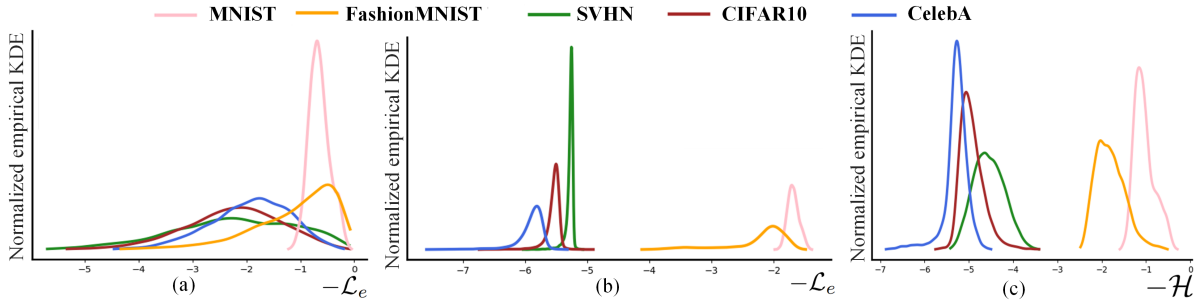 MNIST FashionMNIST SVHN CIFAR10 CelebA
Normalized empirical KDE
-5 -4 -3 -2 -1 0
(a) −ℒₑ
Normalized empirical KDE
-7 -6 -5 -4 -3 -2
(b) −ℒₑ
Normalized empirical KDE
-7 -6 -5 -4 -3 -2 -1 0
(c) −ℋ